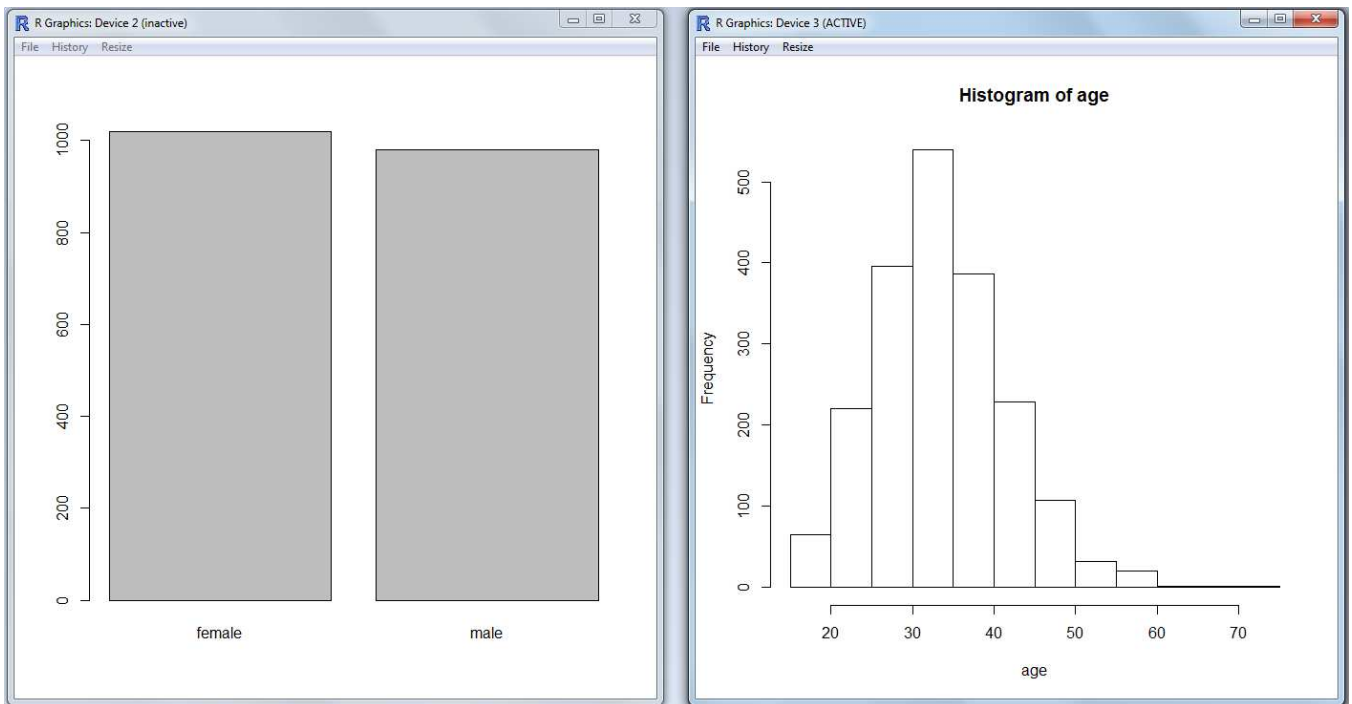 R Graphics: Device 2 (inactive)
File History Resize
1000
800
600
400
200
0
female male
R Graphics: Device 3 (ACTIVE)
File History Resize
Histogram of age
Frequency
500
400
300
200
100
0
20 30 40 50 60 70
age